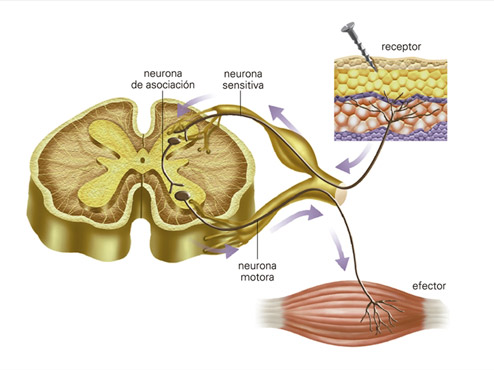 receptor
neurona
de asociación
neurona
sensitiva
neurona
motora
efector